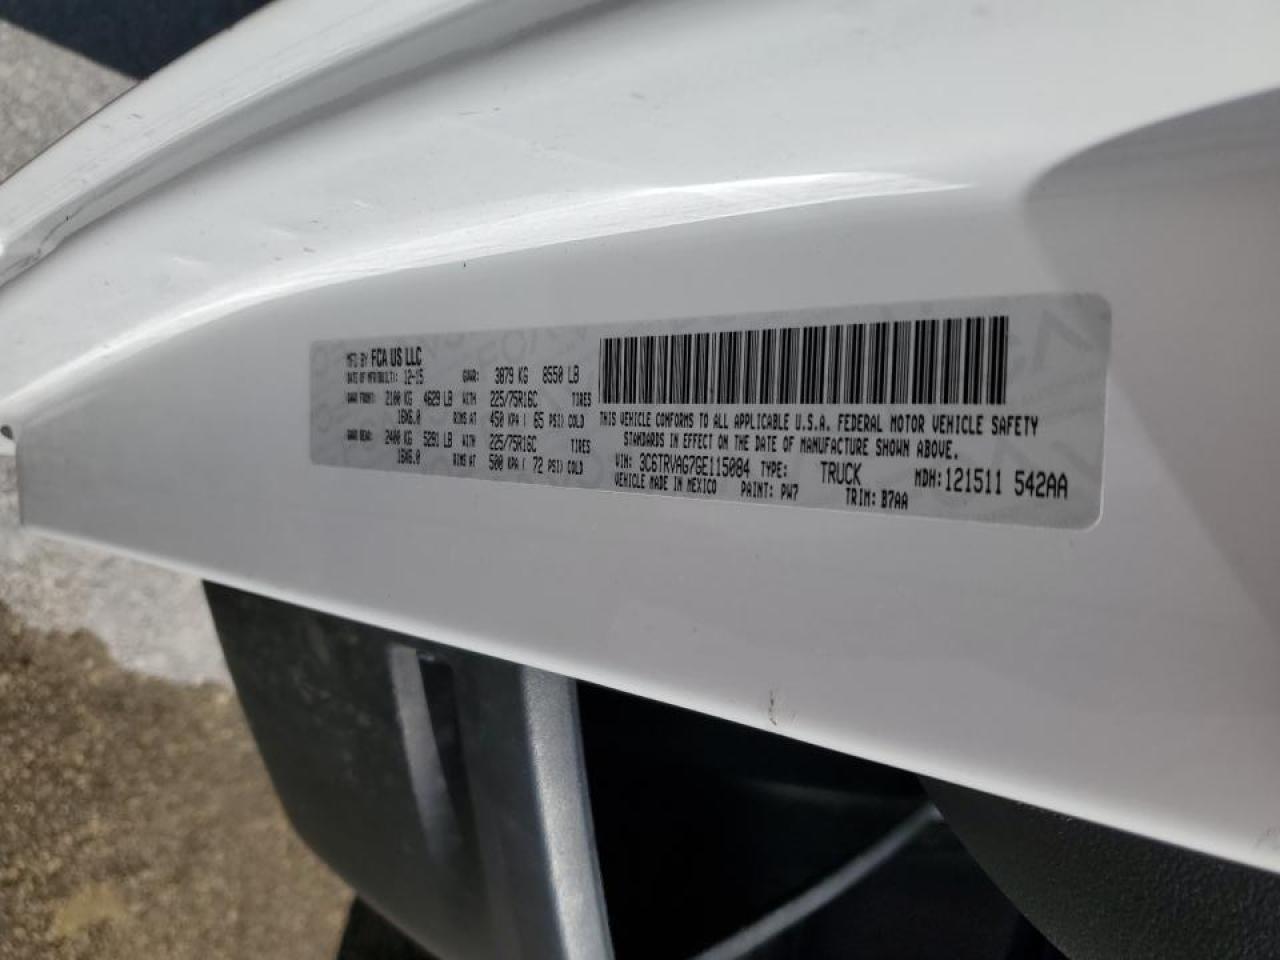 MFD BY FCA US LLC
DATE OF MFR(BUILT): 12-15 GVWR: 3879 KG 8550 LB
GAWR FRONT: 2100 KG 4629 LB WITH 225/75R16C TIRES
16X6.0 RIMS AT 450 KPA ( 65 PSI) COLD
GAWR REAR: 2400 KG 5291 LB WITH 225/75R16C TIRES
16X6.0 RIMS AT 500 KPA ( 72 PSI) COLD
THIS VEHICLE CONFORMS TO ALL APPLICABLE U.S.A. FEDERAL MOTOR VEHICLE SAFETY
STANDARDS IN EFFECT ON THE DATE OF MANUFACTURE SHOWN ABOVE.
VIN: 3C6TRVAG7GE115084 TYPE: TRUCK MDH: 121511 542AA
VEHICLE MADE IN MEXICO PAINT: PW7 TRIM: B7AA